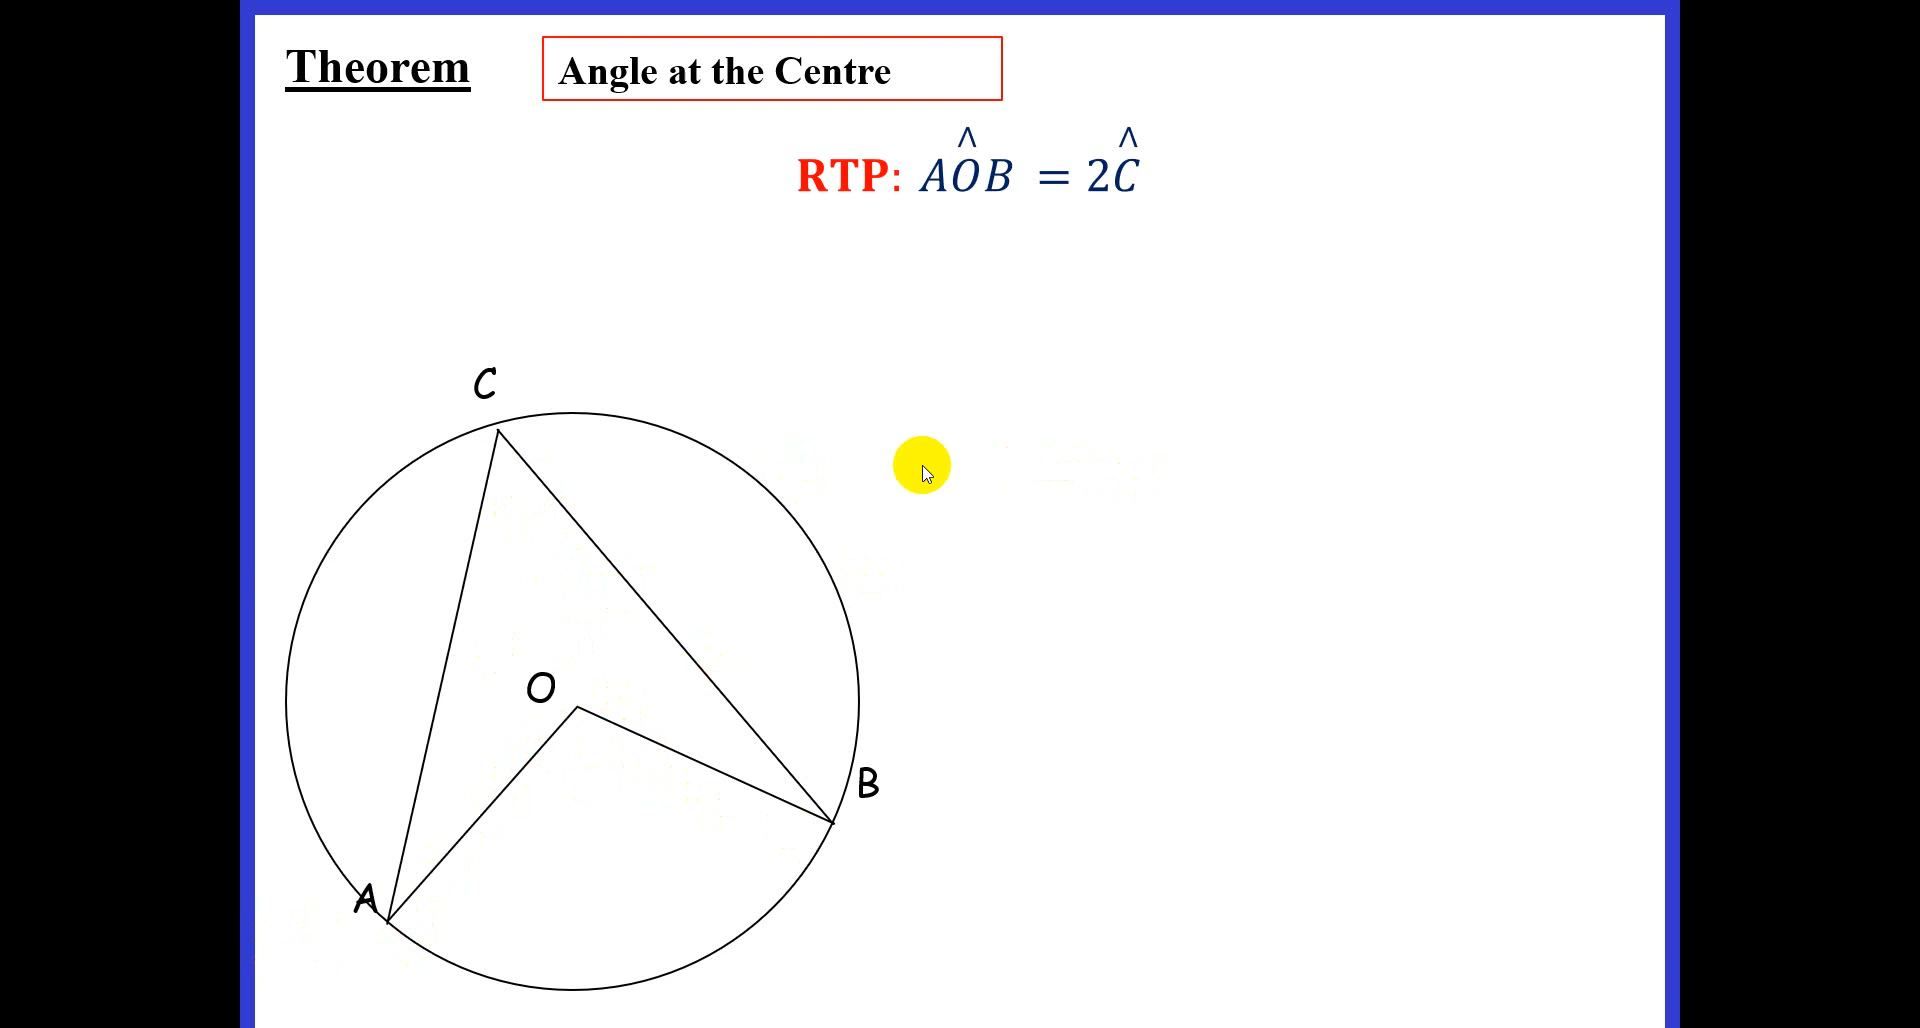 Theorem
Angle at the Centre
RTP: AÔB = 2Ĉ
C
O
B
A